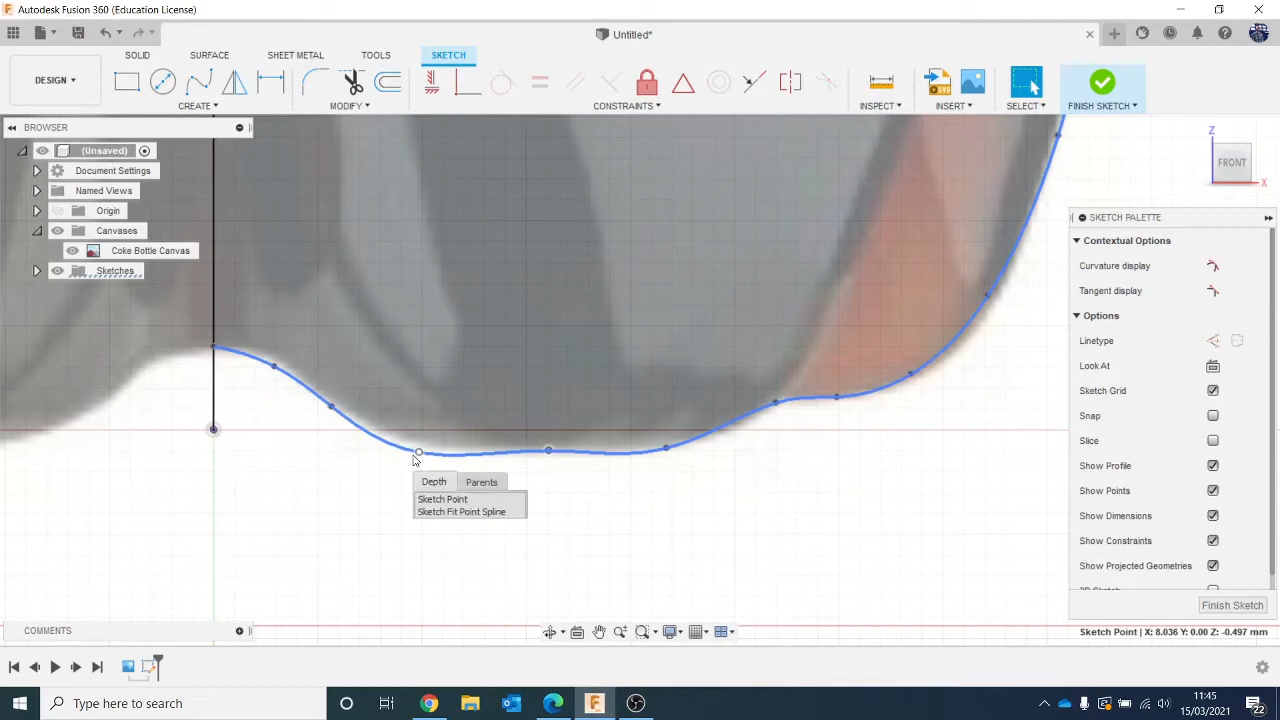 Autodesk Fusion 360 (Education License)
Untitled*
DESIGN
SOLID
SURFACE
SHEET METAL
TOOLS
SKETCH
CREATE
MODIFY
CONSTRAINTS
INSPECT
INSERT
SELECT
FINISH SKETCH
BROWSER
(Unsaved)
Document Settings
Named Views
Origin
Canvases
Coke Bottle Canvas
Sketches
Z
FRONT
X
SKETCH PALETTE
Contextual Options
Curvature display
Tangent display
Options
Linetype
Look At
Sketch Grid
Snap
Slice
Show Profile
Show Points
Show Dimensions
Show Constraints
Show Projected Geometries
Finish Sketch
Depth
Parents
Sketch Point
Sketch Fit Point Spline
COMMENTS
Sketch Point | X: 8.036 Y: 0.00 Z: -0.497 mm
Type here to search
11:45
15/03/2021
22